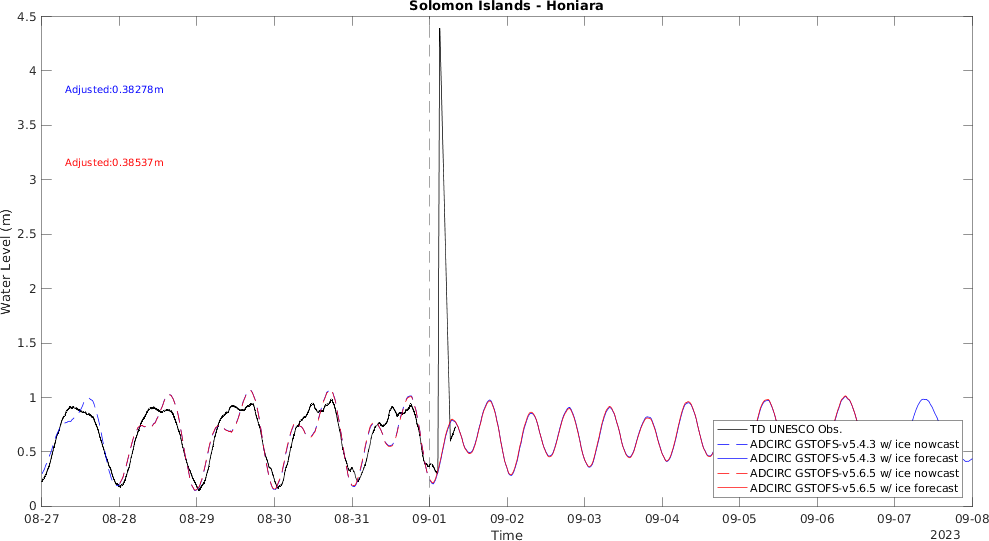 Solomon Islands - Honiara
4.5
4
3.5
3
2.5
2
1.5
1
0.5
0
Water Level (m)
Adjusted:0.38278m
Adjusted:0.38537m
TD UNESCO Obs.
ADCIRC GSTOFS-v5.4.3 w/ ice nowcast
ADCIRC GSTOFS-v5.4.3 w/ ice forecast
ADCIRC GSTOFS-v5.6.5 w/ ice nowcast
ADCIRC GSTOFS-v5.6.5 w/ ice forecast
08-27 08-28 08-29 08-30 08-31 09-01 09-02 09-03 09-04 09-05 09-06 09-07 09-08
Time
2023